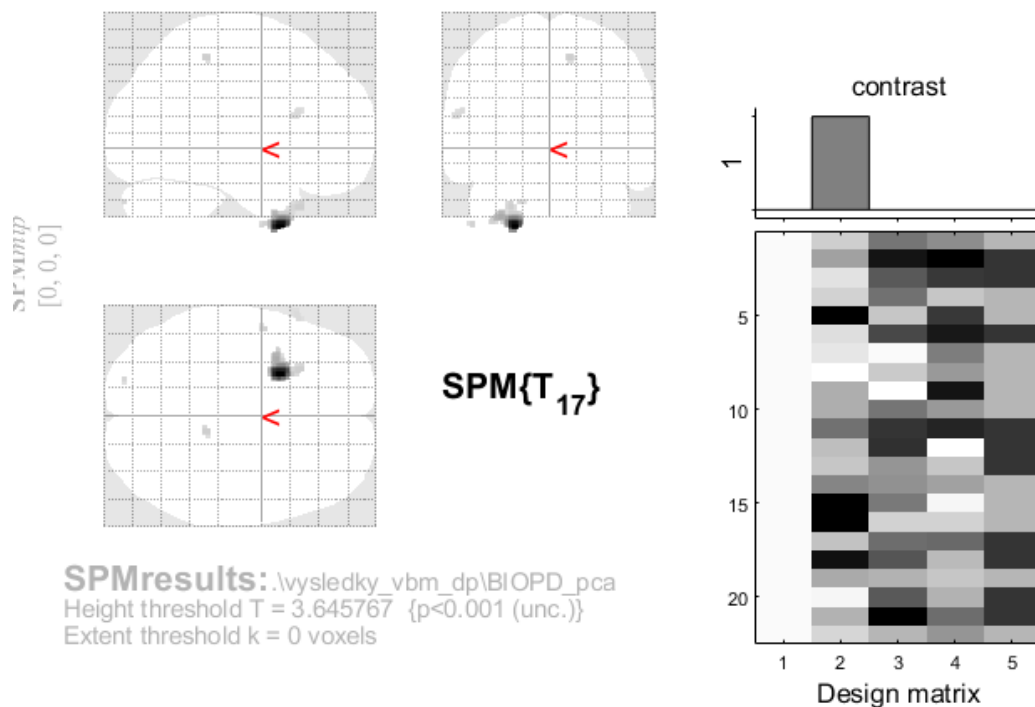 contrast
1
SPMmip
[0, 0, 0]
SPM{T17}
5
10
15
20
1 2 3 4 5
Design matrix
SPMresults: .\vysledky_vbm_dp\BIOPD_pca
Height threshold T = 3.645767 {p<0.001 (unc.)}
Extent threshold k = 0 voxels